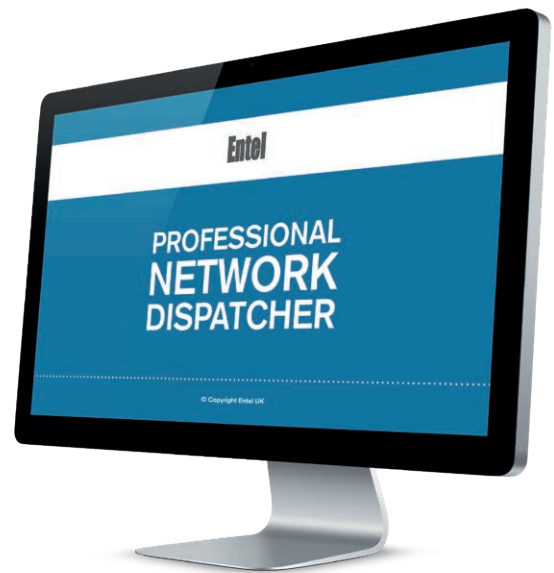 Entel
PROFESSIONAL
NETWORK
DISPATCHER
© Copyright Entel UK